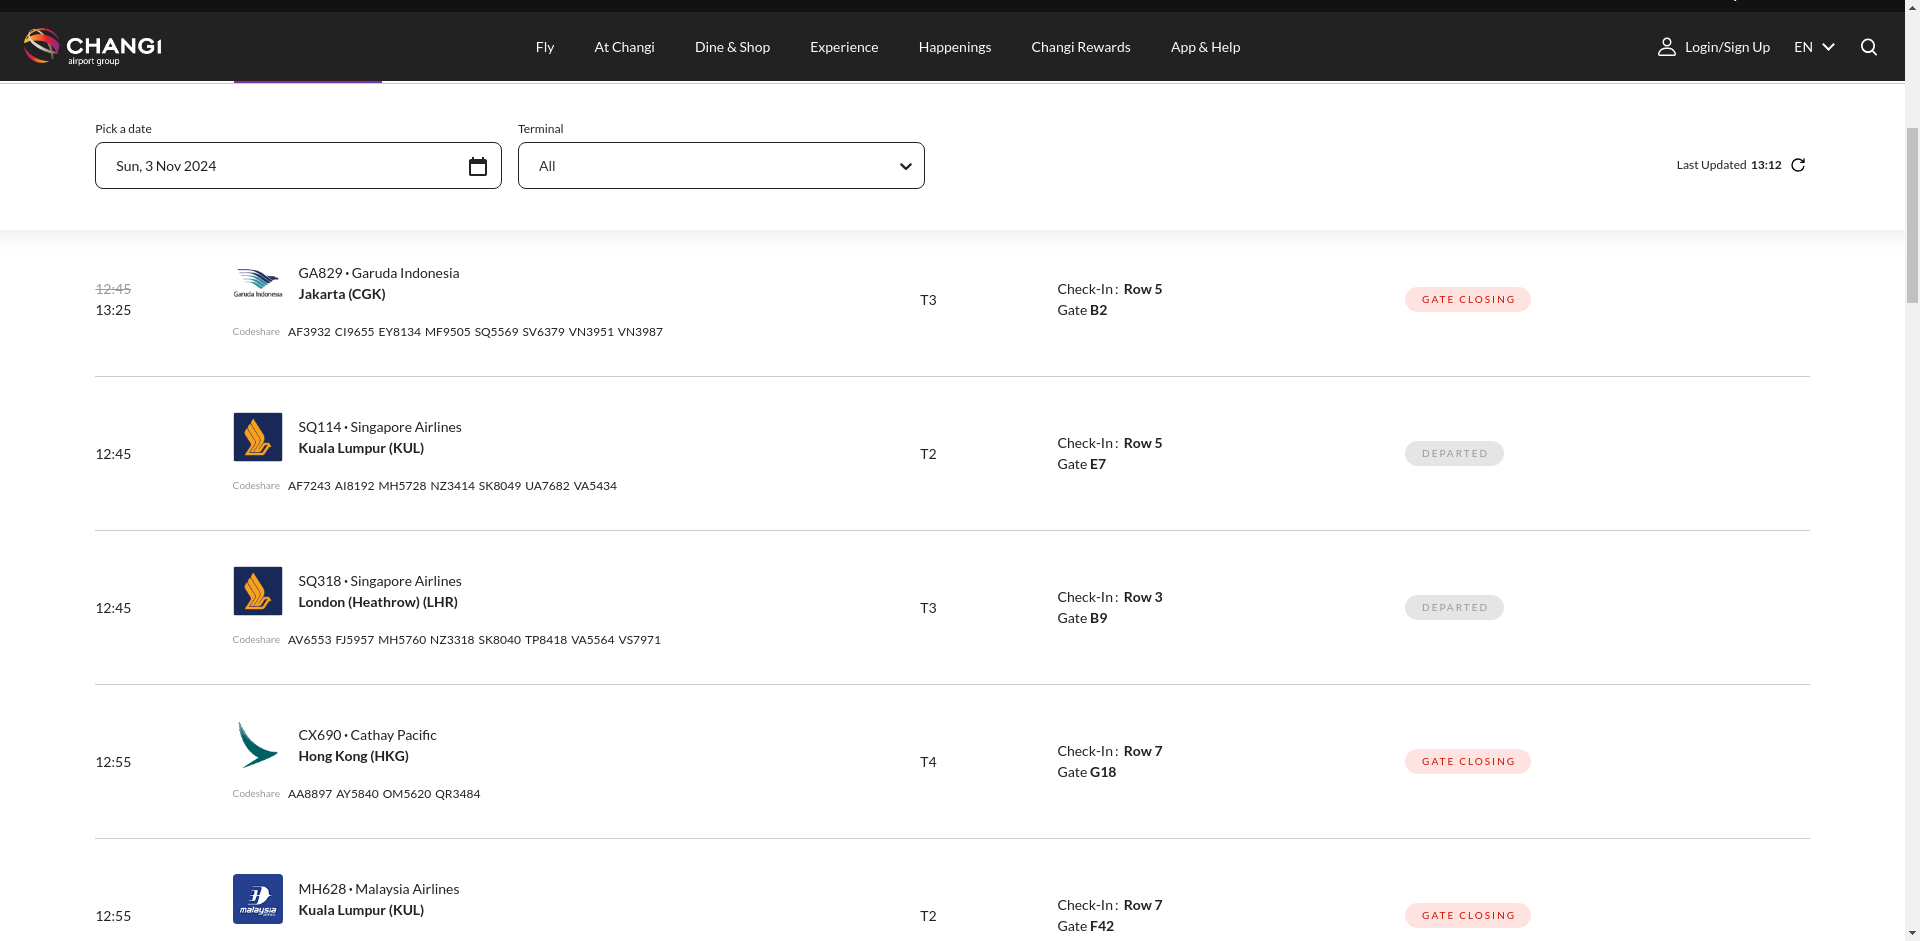 CHANGI
airport group
Fly
At Changi
Dine & Shop
Experience
Happenings
Changi Rewards
App & Help
Login/Sign Up
EN
Pick a date
Sun, 3 Nov 2024
Terminal
All
Last Updated 13:12
12:45
13:25
Garuda Indonesia
GA829 · Garuda Indonesia
Jakarta (CGK)
Codeshare AF3932 CI9655 EY8134 MF9505 SQ5569 SV6379 VN3951 VN3987
T3
Check-In : Row 5
Gate B2
GATE CLOSING
12:45
SQ114 · Singapore Airlines
Kuala Lumpur (KUL)
Codeshare AF7243 AI8192 MH5728 NZ3414 SK8049 UA7682 VA5434
T2
Check-In : Row 5
Gate E7
DEPARTED
12:45
SQ318 · Singapore Airlines
London (Heathrow) (LHR)
Codeshare AV6553 FJ5957 MH5760 NZ3318 SK8040 TP8418 VA5564 VS7971
T3
Check-In : Row 3
Gate B9
DEPARTED
12:55
CX690 · Cathay Pacific
Hong Kong (HKG)
Codeshare AA8897 AY5840 OM5620 QR3484
T4
Check-In : Row 7
Gate G18
GATE CLOSING
12:55
malaysia
MH628 · Malaysia Airlines
Kuala Lumpur (KUL)
T2
Check-In : Row 7
Gate F42
GATE CLOSING